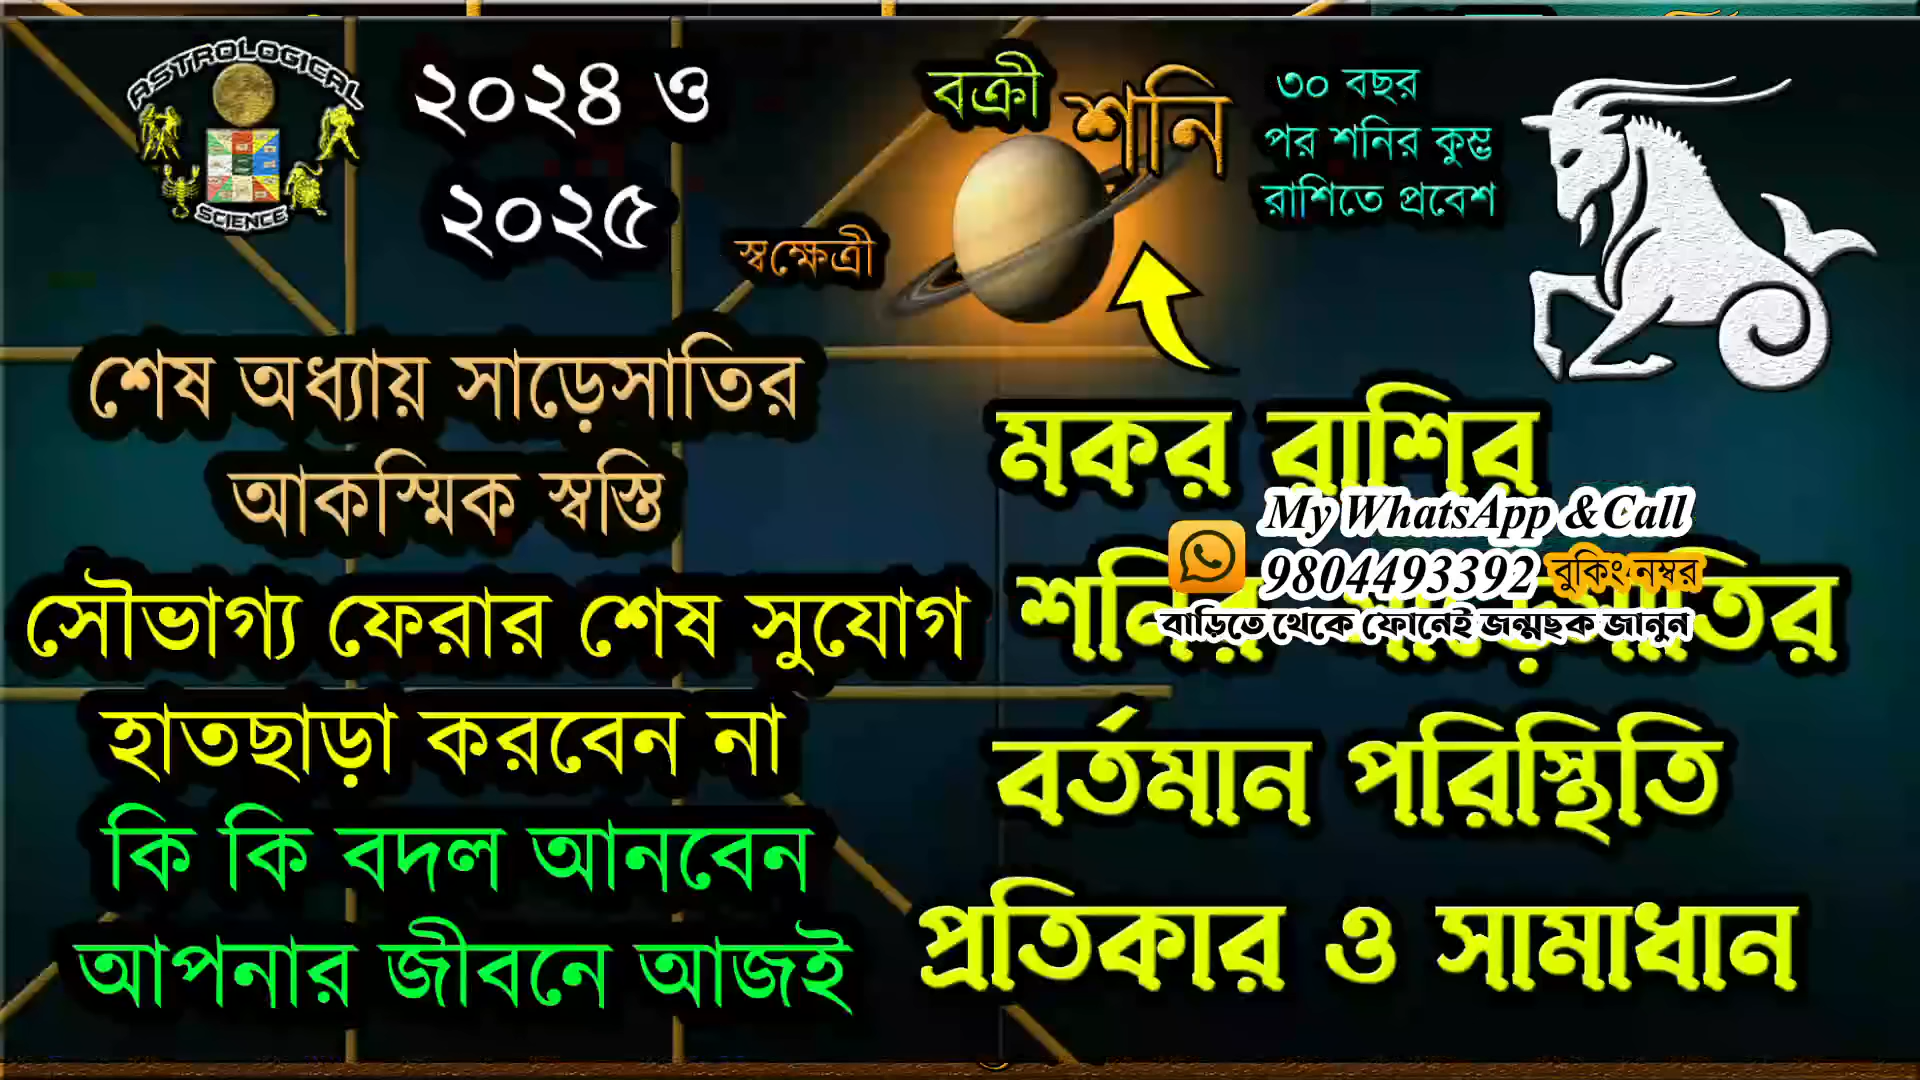 ASTROLOGICAL
SCIENCE
২০২৪ ও
২০২৫
বক্রী
শনি
স্বক্ষেত্রী
৩০ বছর
পর শনির কুম্ভ
রাশিতে প্রবেশ
শেষ অধ্যায় সাড়েসাতির
আকস্মিক স্বস্তি
সৌভাগ্য ফেরার শেষ সুযোগ
হাতছাড়া করবেন না
কি কি বদল আনবেন
আপনার জীবনে আজই
মকর রাশির
My WhatsApp &Call
9804493392 বুকিং নম্বর
বাড়িতে থেকে ফোনেই জন্মছক জানুন
শনির সাড়েসাতির
বর্তমান পরিস্থিতি
প্রতিকার ও সামাধান